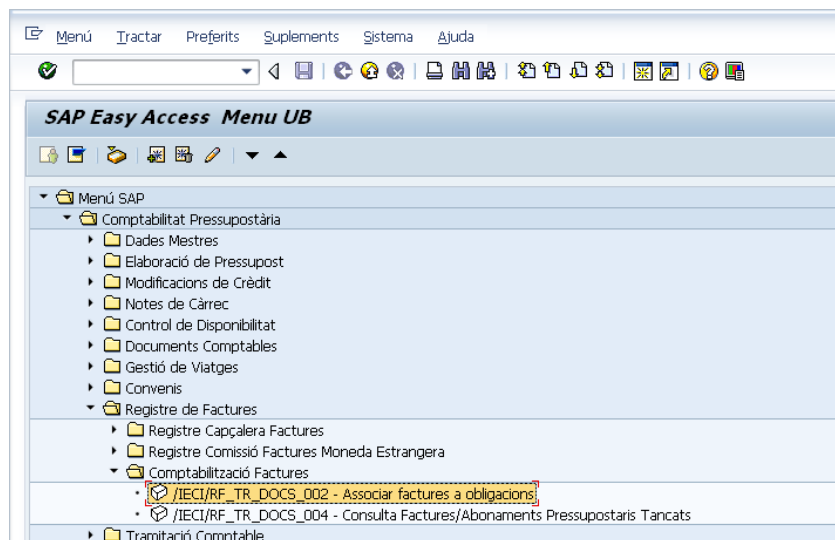 Menú Tractar Preferits Suplements Sistema Ajuda
SAP Easy Access Menu UB
Menú SAP
Comptabilitat Pressupostària
Dades Mestres
Elaboració de Pressupost
Modificacions de Crèdit
Notes de Càrrec
Control de Disponibilitat
Documents Comptables
Gestió de Viatges
Convenis
Registre de Factures
Registre Capçalera Factures
Registre Comissió Factures Moneda Estrangera
Comptabilització Factures
/IECI/RF_TR_DOCS_002 - Associar factures a obligacions
/IECI/RF_TR_DOCS_004 - Consulta Factures/Abonaments Pressupostaris Tancats
Tramitació Comptable